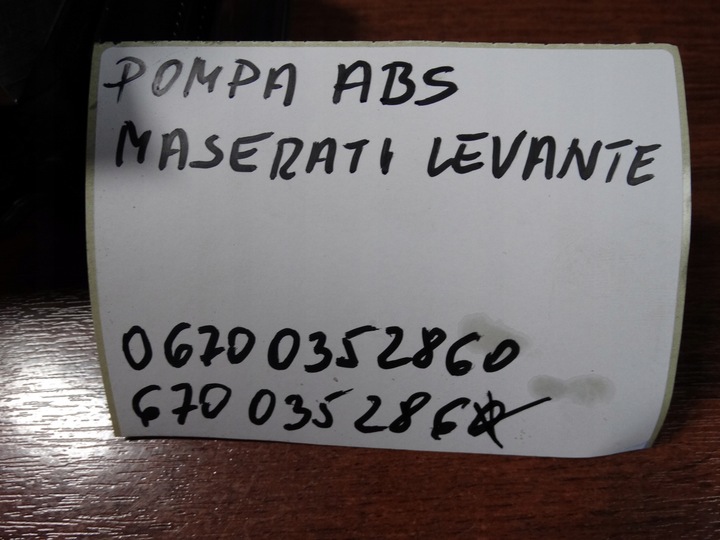 POMPA ABS
MASERATI LEVANTE
06700352860
6700352860